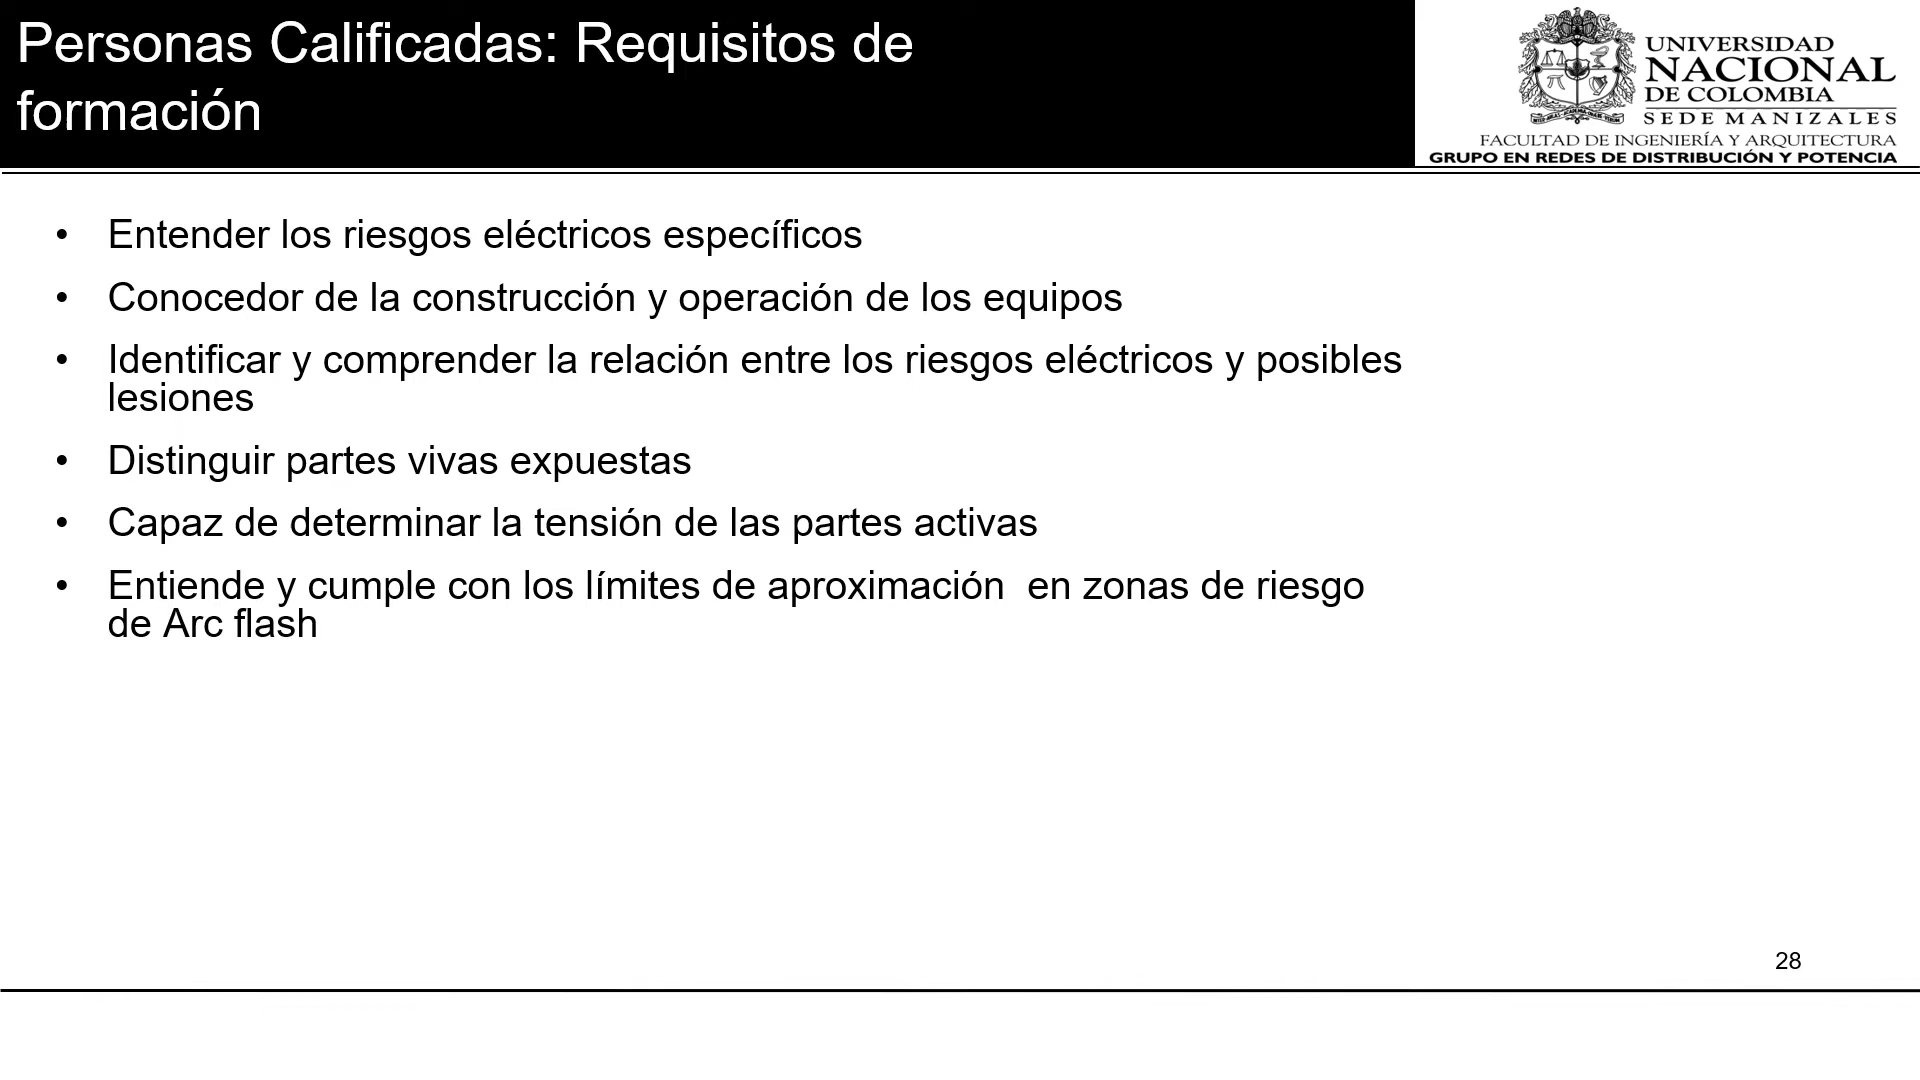 Personas Calificadas: Requisitos de
formación
UNIVERSIDAD
NACIONAL
DE COLOMBIA
SEDE MANIZALES
FACULTAD DE INGENIERÍA Y ARQUITECTURA
GRUPO EN REDES DE DISTRIBUCIÓN Y POTENCIA
• Entender los riesgos eléctricos específicos
• Conocedor de la construcción y operación de los equipos
• Identificar y comprender la relación entre los riesgos eléctricos y posibles
lesiones
• Distinguir partes vivas expuestas
• Capaz de determinar la tensión de las partes activas
• Entiende y cumple con los límites de aproximación  en zonas de riesgo
de Arc flash
28